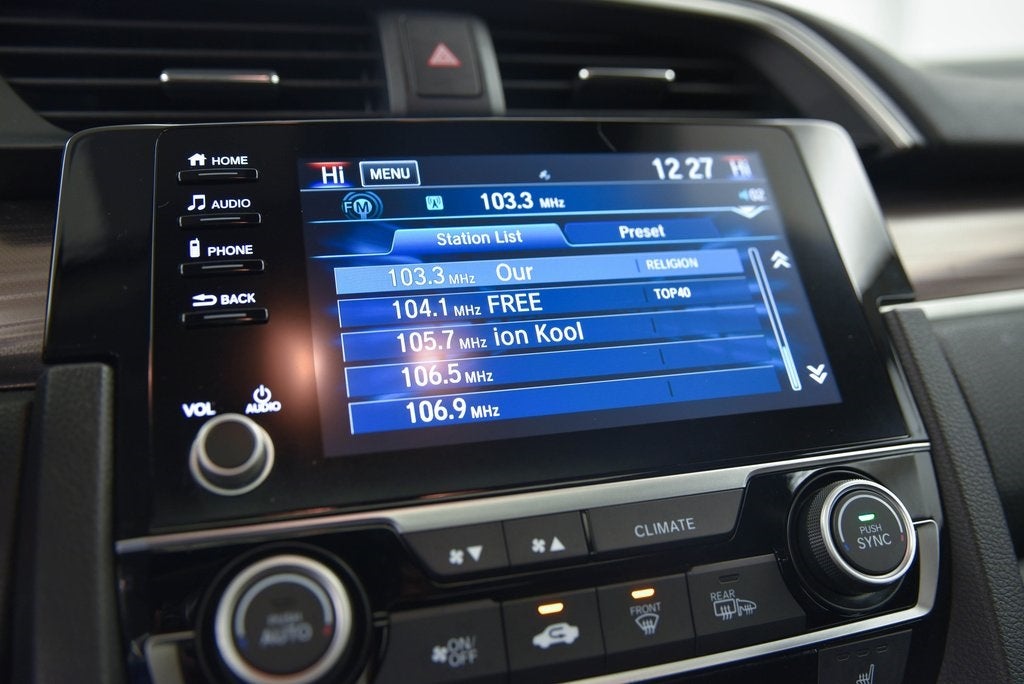 HOME
AUDIO
PHONE
BACK
VOL
AUDIO
Hi MENU 12 27 Hi
FM 103.3 MHz 02
Station List Preset
103.3 MHz Our RELIGION
104.1 MHz FREE TOP40
105.7 MHz ion Kool
106.5 MHz
106.9 MHz
CLIMATE
PUSH
SYNC
PUSH
AUTO
ON/
OFF
FRONT
REAR